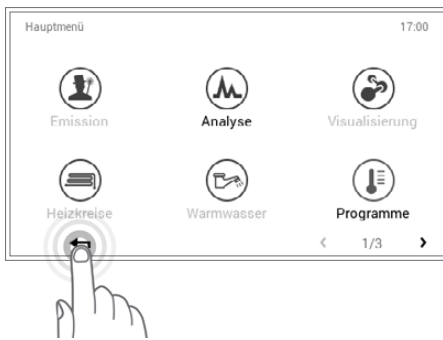 Hauptmenü 17:00
Emission Analyse Visualisierung
Heizkreise Warmwasser Programme
1/3